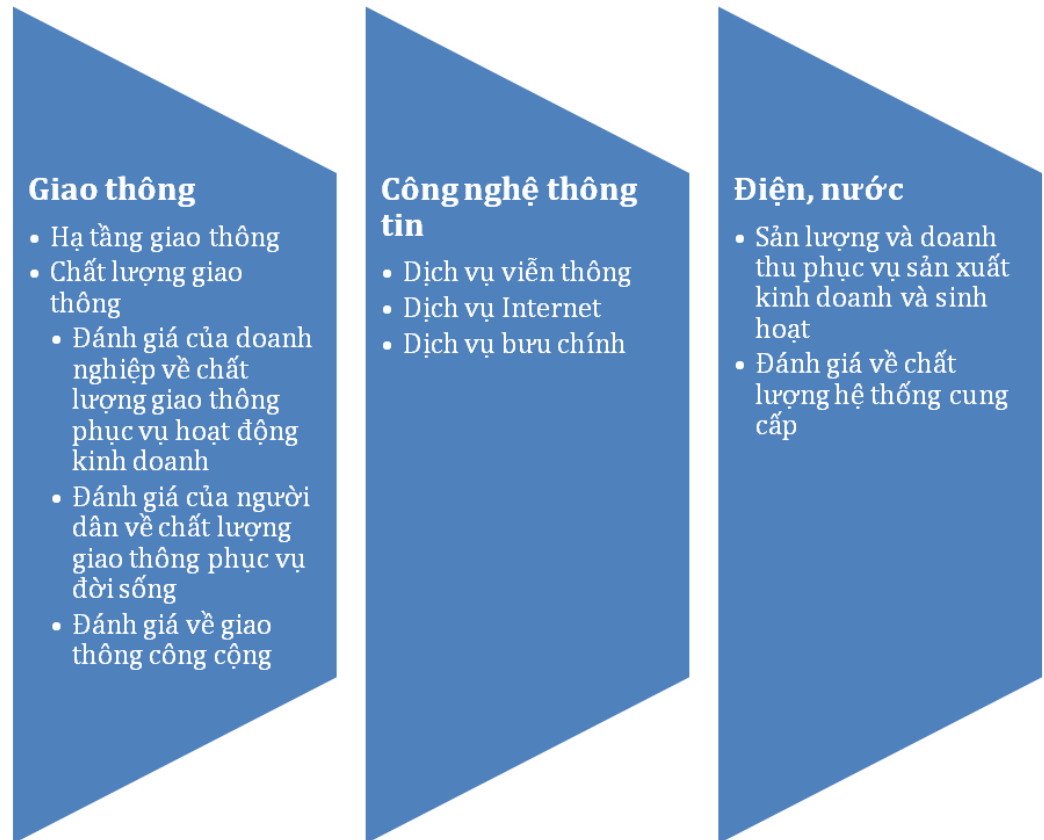 Giao thông
• Hạ tầng giao thông
• Chất lượng giao
thông
• Đánh giá của doanh
nghiệp về chất
lượng giao thông
phục vụ hoạt động
kinh doanh
• Đánh giá của người
dân về chất lượng
giao thông phục vụ
đời sống
• Đánh giá về giao
thông công cộng
Công nghệ thông
tin
• Dịch vụ viễn thông
• Dịch vụ Internet
• Dịch vụ bưu chính
Điện, nước
• Sản lượng và doanh
thu phục vụ sản xuất
kinh doanh và sinh
hoạt
• Đánh giá về chất
lượng hệ thống cung
cấp